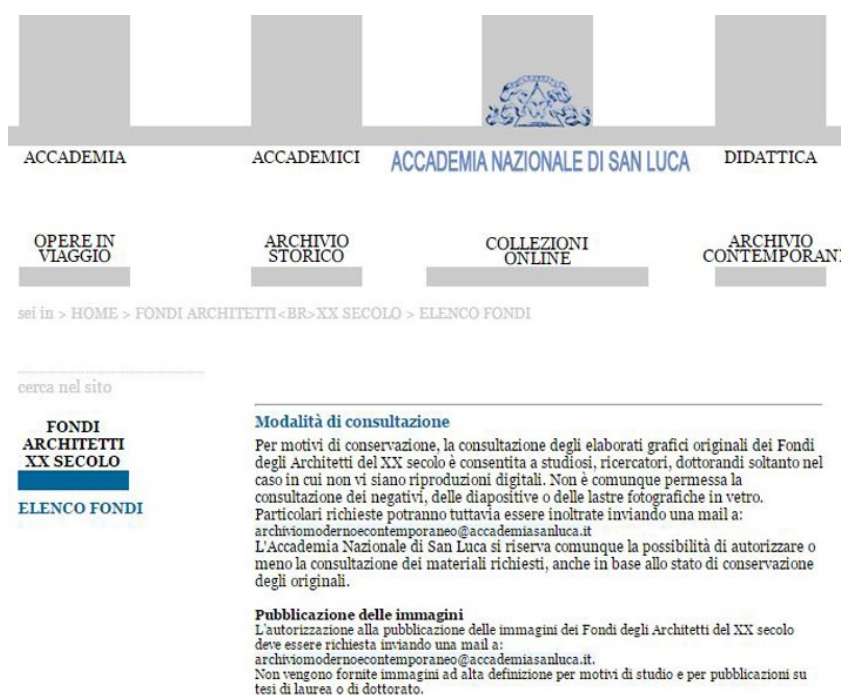 ACCADEMIA
ACCADEMICI
ACCADEMIA NAZIONALE DI SAN LUCA
DIDATTICA
OPERE IN
VIAGGIO
ARCHIVIO
STORICO
COLLEZIONI
ONLINE
ARCHIVIO
CONTEMPORAN
sei in > HOME > FONDI ARCHITETTI<BR>XX SECOLO > ELENCO FONDI
cerca nel sito
FONDI
ARCHITETTI
XX SECOLO
ELENCO FONDI
Modalità di consultazione
Per motivi di conservazione, la consultazione degli elaborati grafici originali dei Fondi
degli Architetti del XX secolo è consentita a studiosi, ricercatori, dottorandi soltanto nel
caso in cui non vi siano riproduzioni digitali. Non è comunque permessa la
consultazione dei negativi, delle diapositive o delle lastre fotografiche in vetro.
Particolari richieste potranno tuttavia essere inoltrate inviando una mail a:
archiviomodernoecontemporaneo@accademiasanluca.it
L'Accademia Nazionale di San Luca si riserva comunque la possibilità di autorizzare o
meno la consultazione dei materiali richiesti, anche in base allo stato di conservazione
degli originali.
Pubblicazione delle immagini
L'autorizzazione alla pubblicazione delle immagini dei Fondi degli Architetti del XX secolo
deve essere richiesta inviando una mail a:
archiviomodernoecontemporaneo@accademiasanluca.it.
Non vengono fornite immagini ad alta definizione per motivi di studio e per pubblicazioni su
tesi di laurea o di dottorato.